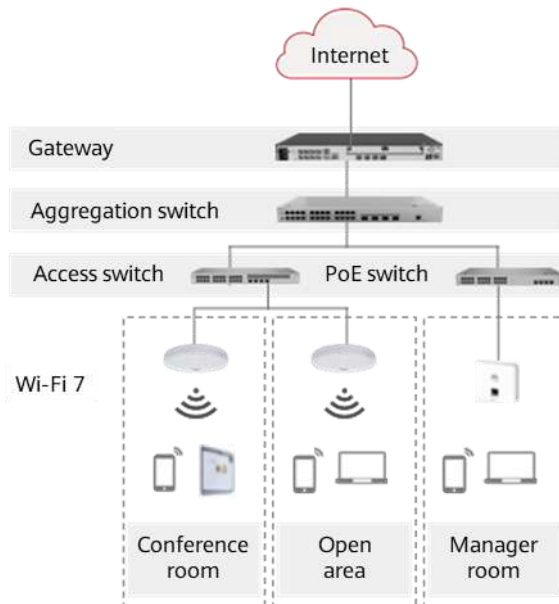 Internet
Gateway
Aggregation switch
Access switch
PoE switch
Wi-Fi 7
Conference
room
Open
area
Manager
room